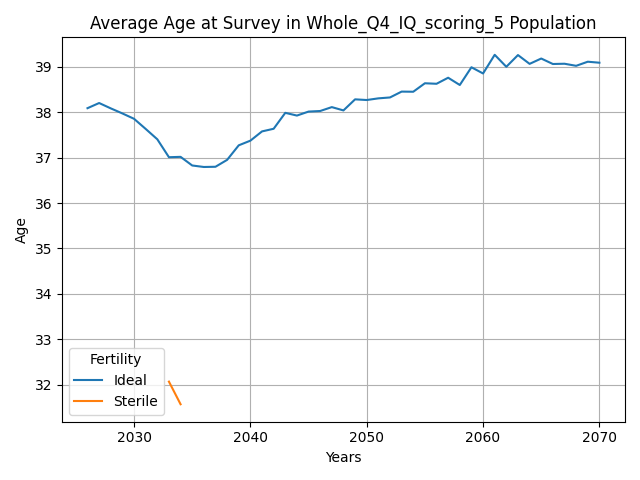 Average Age at Survey in Whole_Q4_IQ_scoring_5 Population
Age
39
38
37
36
35
34
33
32
Fertility
Ideal
Sterile
2030 2040 2050 2060 2070
Years